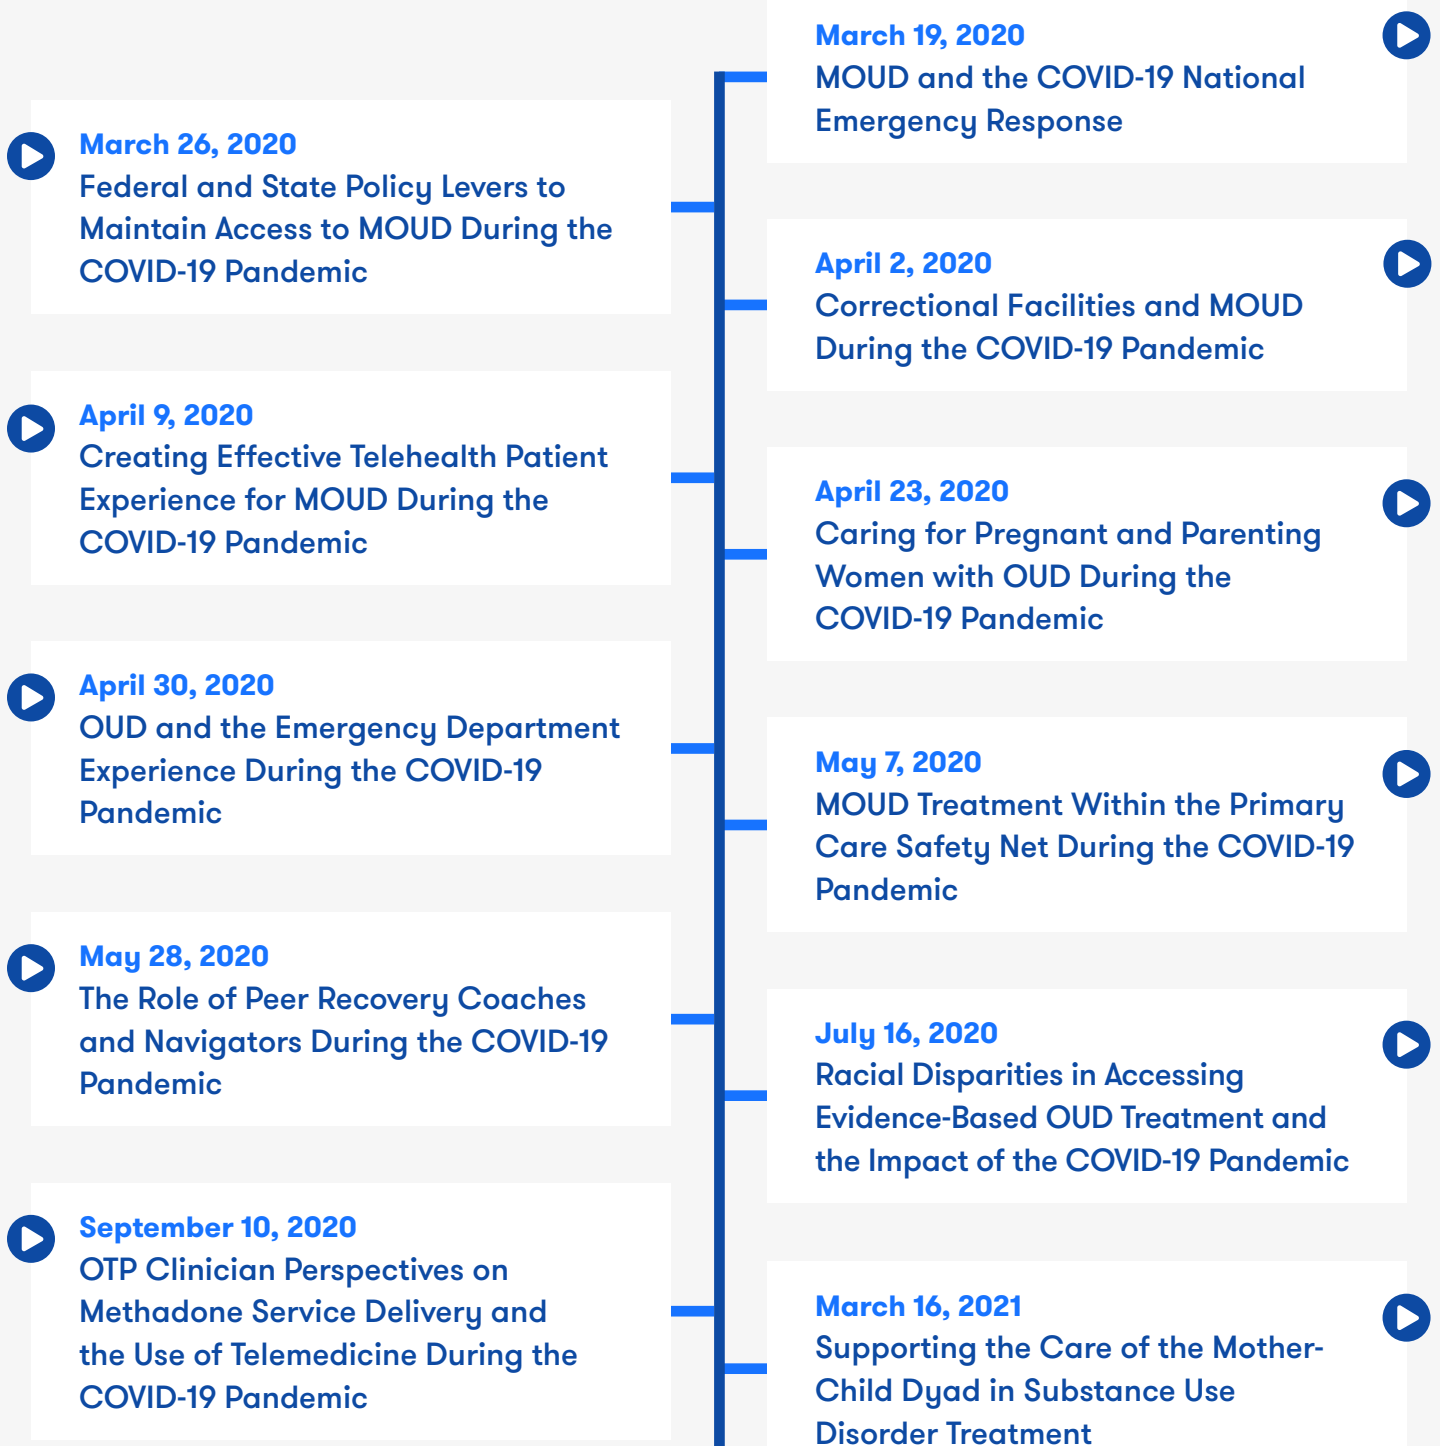 March 19, 2020
MOUD and the COVID-19 National
Emergency Response
March 26, 2020
Federal and State Policy Levers to
Maintain Access to MOUD During the
COVID-19 Pandemic
April 2, 2020
Correctional Facilities and MOUD
During the COVID-19 Pandemic
April 9, 2020
Creating Effective Telehealth Patient
Experience for MOUD During the
COVID-19 Pandemic
April 23, 2020
Caring for Pregnant and Parenting
Women with OUD During the
COVID-19 Pandemic
April 30, 2020
OUD and the Emergency Department
Experience During the COVID-19
Pandemic
May 7, 2020
MOUD Treatment Within the Primary
Care Safety Net During the COVID-19
Pandemic
May 28, 2020
The Role of Peer Recovery Coaches
and Navigators During the COVID-19
Pandemic
July 16, 2020
Racial Disparities in Accessing
Evidence-Based OUD Treatment and
the Impact of the COVID-19 Pandemic
September 10, 2020
OTP Clinician Perspectives on
Methadone Service Delivery and
the Use of Telemedicine During the
COVID-19 Pandemic
March 16, 2021
Supporting the Care of the Mother-
Child Dyad in Substance Use
Disorder Treatment